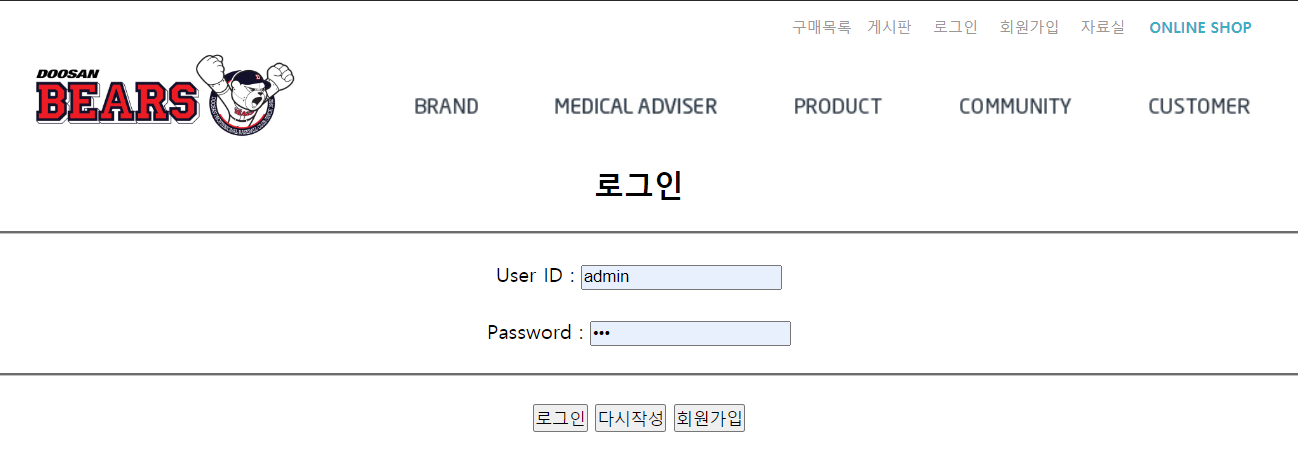 구매목록 게시판 로그인 회원가입 자료실 ONLINE SHOP
DOOSAN
BEARS
BRAND MEDICAL ADVISER PRODUCT COMMUNITY CUSTOMER
로그인
User ID : admin
Password : •••
로그인 다시작성 회원가입